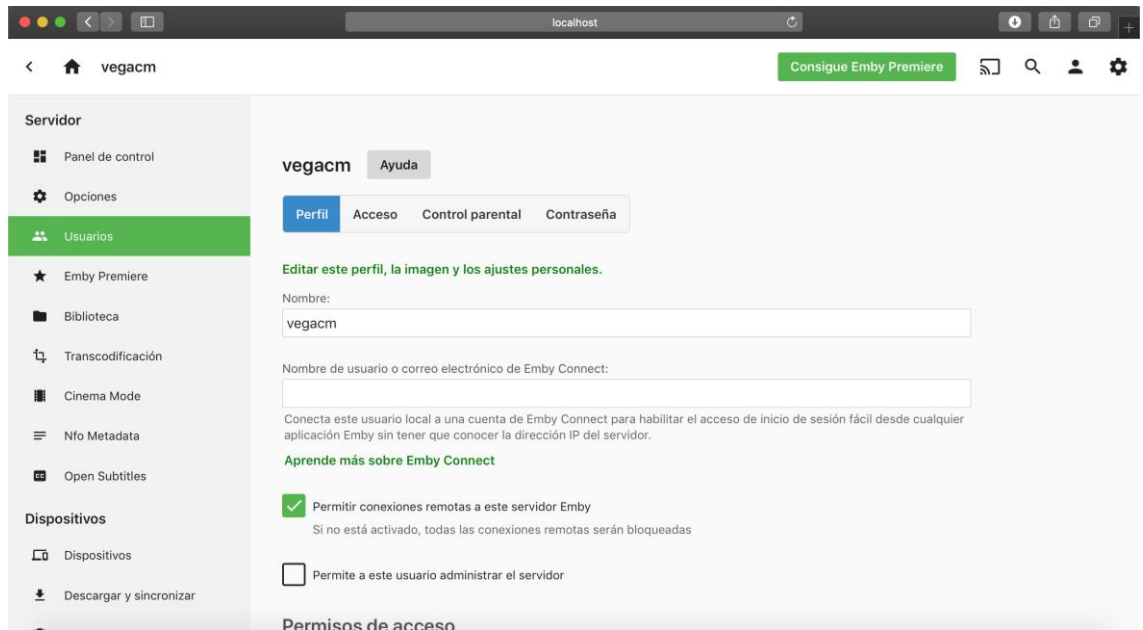 localhost
vegacm
Consigue Emby Premiere
Servidor
Panel de control
Opciones
Usuarios
Emby Premiere
Biblioteca
Transcodificación
Cinema Mode
Nfo Metadata
CC Open Subtitles
Dispositivos
Dispositivos
Descargar y sincronizar
vegacm Ayuda
Perfil Acceso Control parental Contraseña
Editar este perfil, la imagen y los ajustes personales.
Nombre:
vegacm
Nombre de usuario o correo electrónico de Emby Connect:
Conecta este usuario local a una cuenta de Emby Connect para habilitar el acceso de inicio de sesión fácil desde cualquier
aplicación Emby sin tener que conocer la dirección IP del servidor.
Aprende más sobre Emby Connect
Permitir conexiones remotas a este servidor Emby
Si no está activado, todas las conexiones remotas serán bloqueadas
Permite a este usuario administrar el servidor
Permisos de acceso